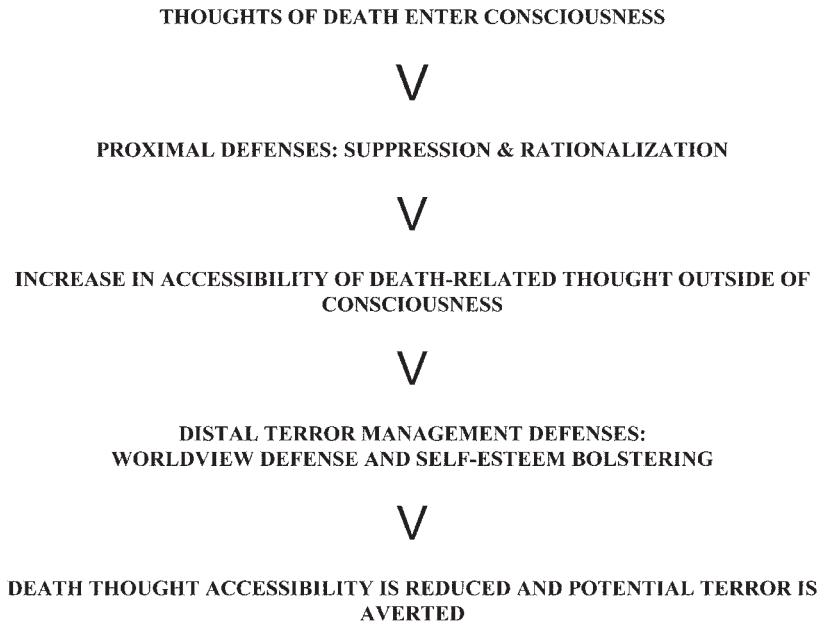 THOUGHTS OF DEATH ENTER CONSCIOUSNESS
V
PROXIMAL DEFENSES: SUPPRESSION & RATIONALIZATION
V
INCREASE IN ACCESSIBILITY OF DEATH-RELATED THOUGHT OUTSIDE OF
CONSCIOUSNESS
V
DISTAL TERROR MANAGEMENT DEFENSES:
WORLDVIEW DEFENSE AND SELF-ESTEEM BOLSTERING
V
DEATH THOUGHT ACCESSIBILITY IS REDUCED AND POTENTIAL TERROR IS
AVERTED